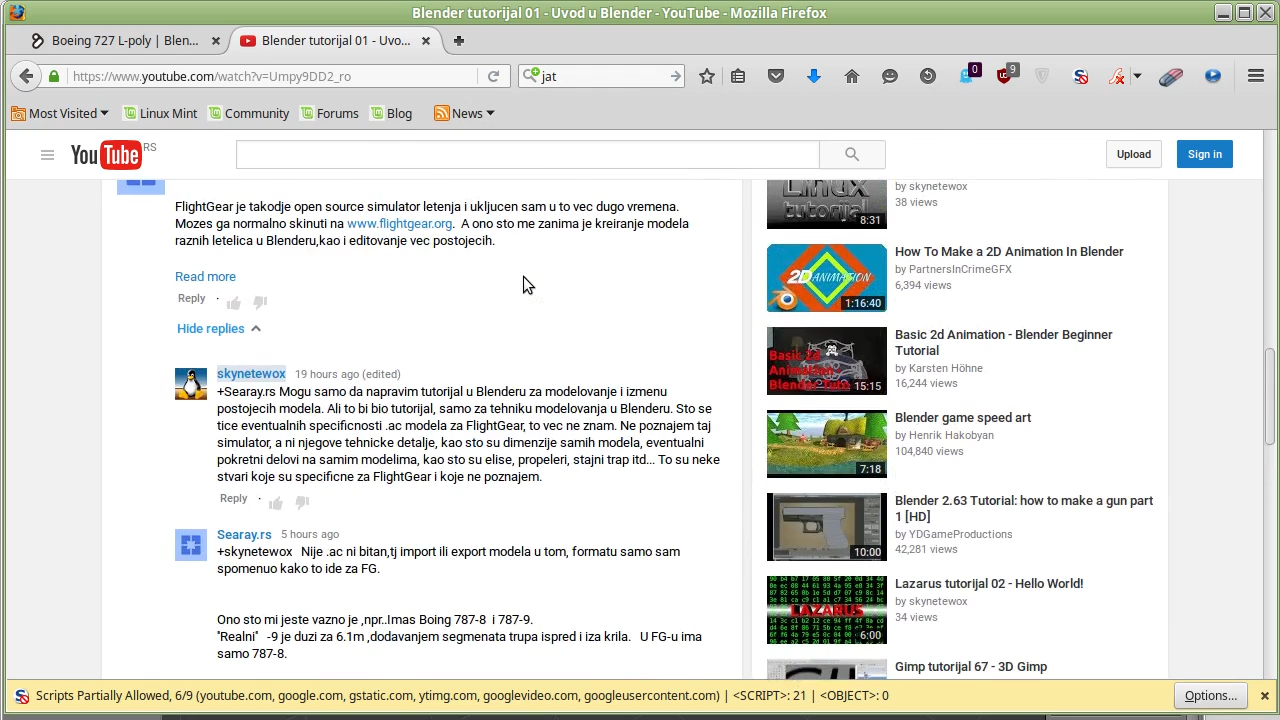 Blender tutorijal 01 - Uvod u Blender - YouTube - Mozilla Firefox
Boeing 727 L-poly | Blen...
Blender tutorijal 01 - Uvo...
https://www.youtube.com/watch?v=Umpy9DD2_ro
jat
0
9
Most Visited
Linux Mint
Community
Forums
Blog
News
YouTube RS
Upload
Sign in
FlightGear je takodje open source simulator letenja i ukljucen sam u to vec dugo vremena.
Mozes ga normalno skinuti na www.flightgear.org. A ono sto me zanima je kreiranje modela
raznih letelica u Blenderu,kao i editovanje vec postojecih.
Read more
Reply
Hide replies
skynetewox 19 hours ago (edited)
+Searay.rs Mogu samo da napravim tutorijal u Blenderu za modelovanje i izmenu
postojecih modela. Ali to bi bio tutorijal, samo za tehniku modelovanja u Blenderu. Sto se
tice eventualnih specificnosti .ac modela za FlightGear, to vec ne znam. Ne poznajem taj
simulator, a ni njegove tehnicke detalje, kao sto su dimenzije samih modela, eventualni
pokretni delovi na samim modelima, kao sto su elise, propeleri, stajni trap itd... To su neke
stvari koje su specificne za FlightGear i koje ne poznajem.
Reply
Searay.rs 5 hours ago
+skynetewox Nije .ac ni bitan,tj import ili export modela u tom, formatu samo sam
spomenuo kako to ide za FG.
Ono sto mi jeste vazno je ,npr..Imas Boing 787-8 i 787-9.
"Realni" -9 je duzi za 6.1m ,dodavanjem segmenata trupa ispred i iza krila. U FG-u ima
samo 787-8.
Linux
tutorijal
8:31
by skynetewox
38 views
2D ANIMATION
1:16:40
How To Make a 2D Animation In Blender
by PartnersInCrimeGFX
6,394 views
Basic 2d
Animation-
Blender Tuto
15:15
Basic 2d Animation - Blender Beginner
Tutorial
by Karsten Höhne
16,244 views
7:18
Blender game speed art
by Henrik Hakobyan
104,840 views
10:00
Blender 2.63 Tutorial: how to make a gun part
1 [HD]
by YDGameProductions
42,281 views
LAZARUS
6:00
Lazarus tutorijal 02 - Hello World!
by skynetewox
34 views
Gimp tutorijal 67 - 3D Gimp
Scripts Partially Allowed, 6/9 (youtube.com, google.com, gstatic.com, ytimg.com, googlevideo.com, googleusercontent.com) | <SCRIPT>: 21 | <OBJECT>: 0
Options...